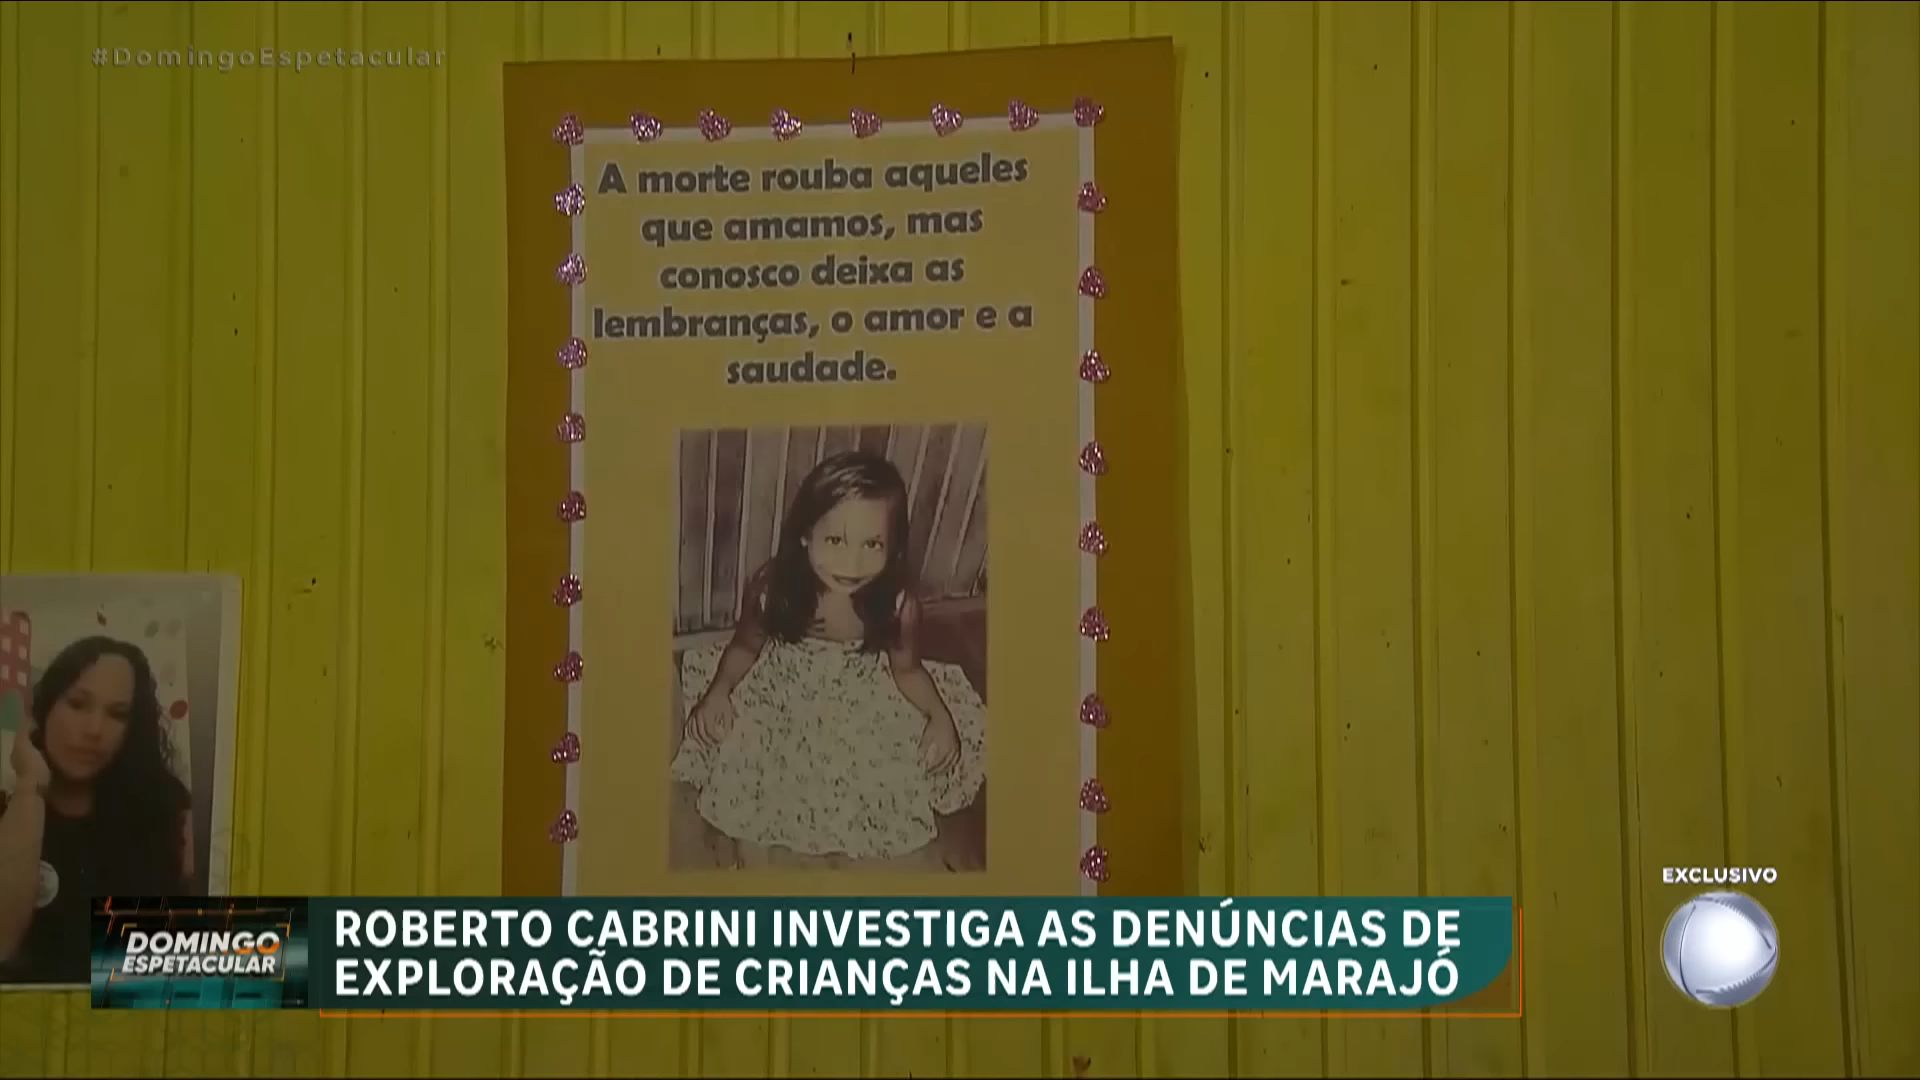 #DomingoEspetacular
A morte rouba aqueles
que amamos, mas
conosco deixa as
lembranças, o amor e a
saudade.
EXCLUSIVO
DOMINGO
ESPETACULAR
ROBERTO CABRINI INVESTIGA AS DENÚNCIAS DE
EXPLORAÇÃO DE CRIANÇAS NA ILHA DE MARAJÓ